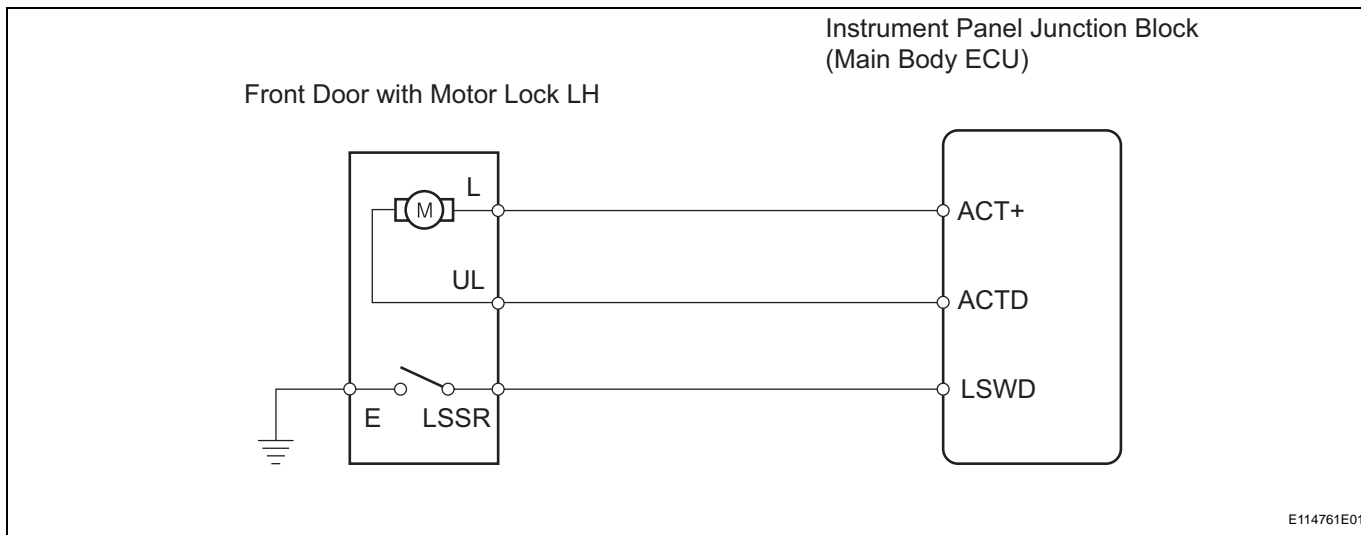 Instrument Panel Junction Block
(Main Body ECU)
Front Door with Motor Lock LH
L
M
ACT+
UL
ACTD
LSWD
E
LSSR
E114761E01